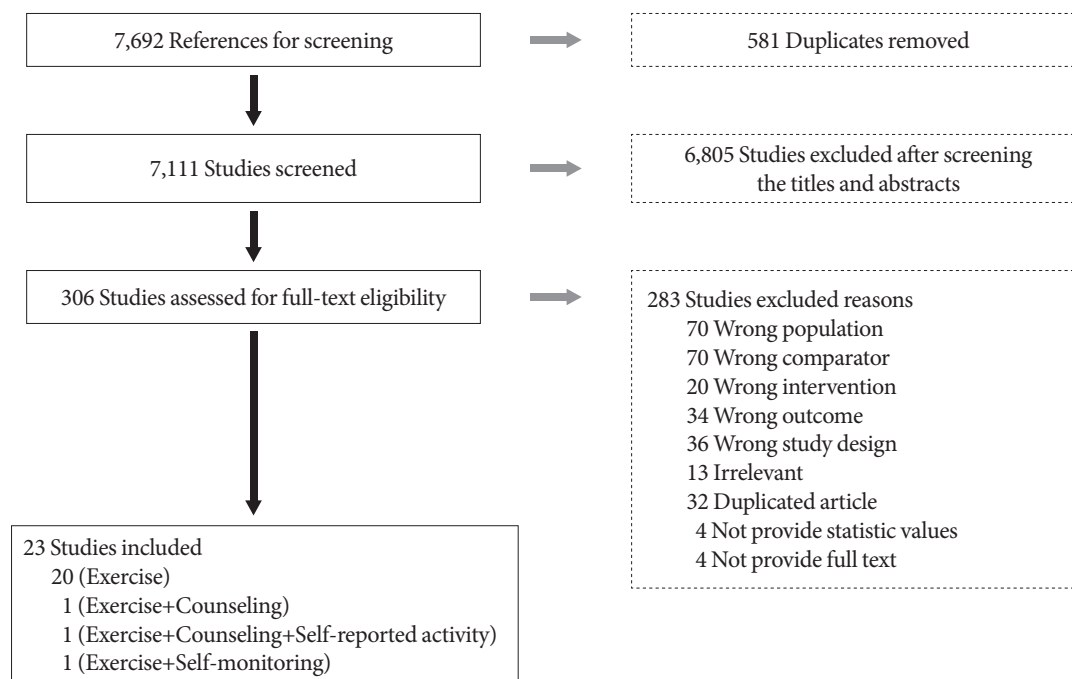 7,692 References for screening
581 Duplicates removed
7,111 Studies screened
6,805 Studies excluded after screening
the titles and abstracts
306 Studies assessed for full-text eligibility
283 Studies excluded reasons
70 Wrong population
70 Wrong comparator
20 Wrong intervention
34 Wrong outcome
36 Wrong study design
13 Irrelevant
32 Duplicated article
4 Not provide statistic values
4 Not provide full text
23 Studies included
20 (Exercise)
1 (Exercise+Counseling)
1 (Exercise+Counseling+Self-reported activity)
1 (Exercise+Self-monitoring)